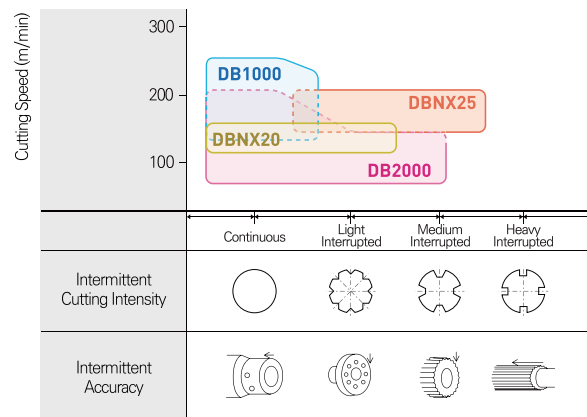 Cutting Speed (m/min)
300
200
100
DB1000
DBNX25
DBNX20
DB2000
Continuous
Light
Interrupted
Medium
Interrupted
Heavy
Interrupted
Intermittent
Cutting Intensity
Intermittent
Accuracy